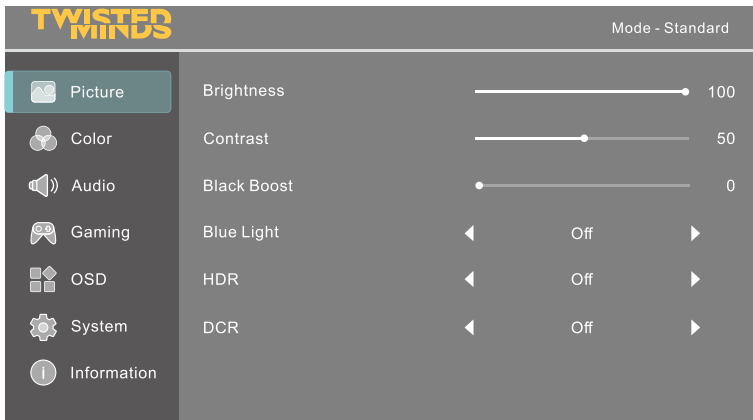 TWISTED
MINDS
Mode - Standard
Picture
Color
Audio
Gaming
OSD
System
Information
Brightness 100
Contrast 50
Black Boost 0
Blue Light Off
HDR Off
DCR Off